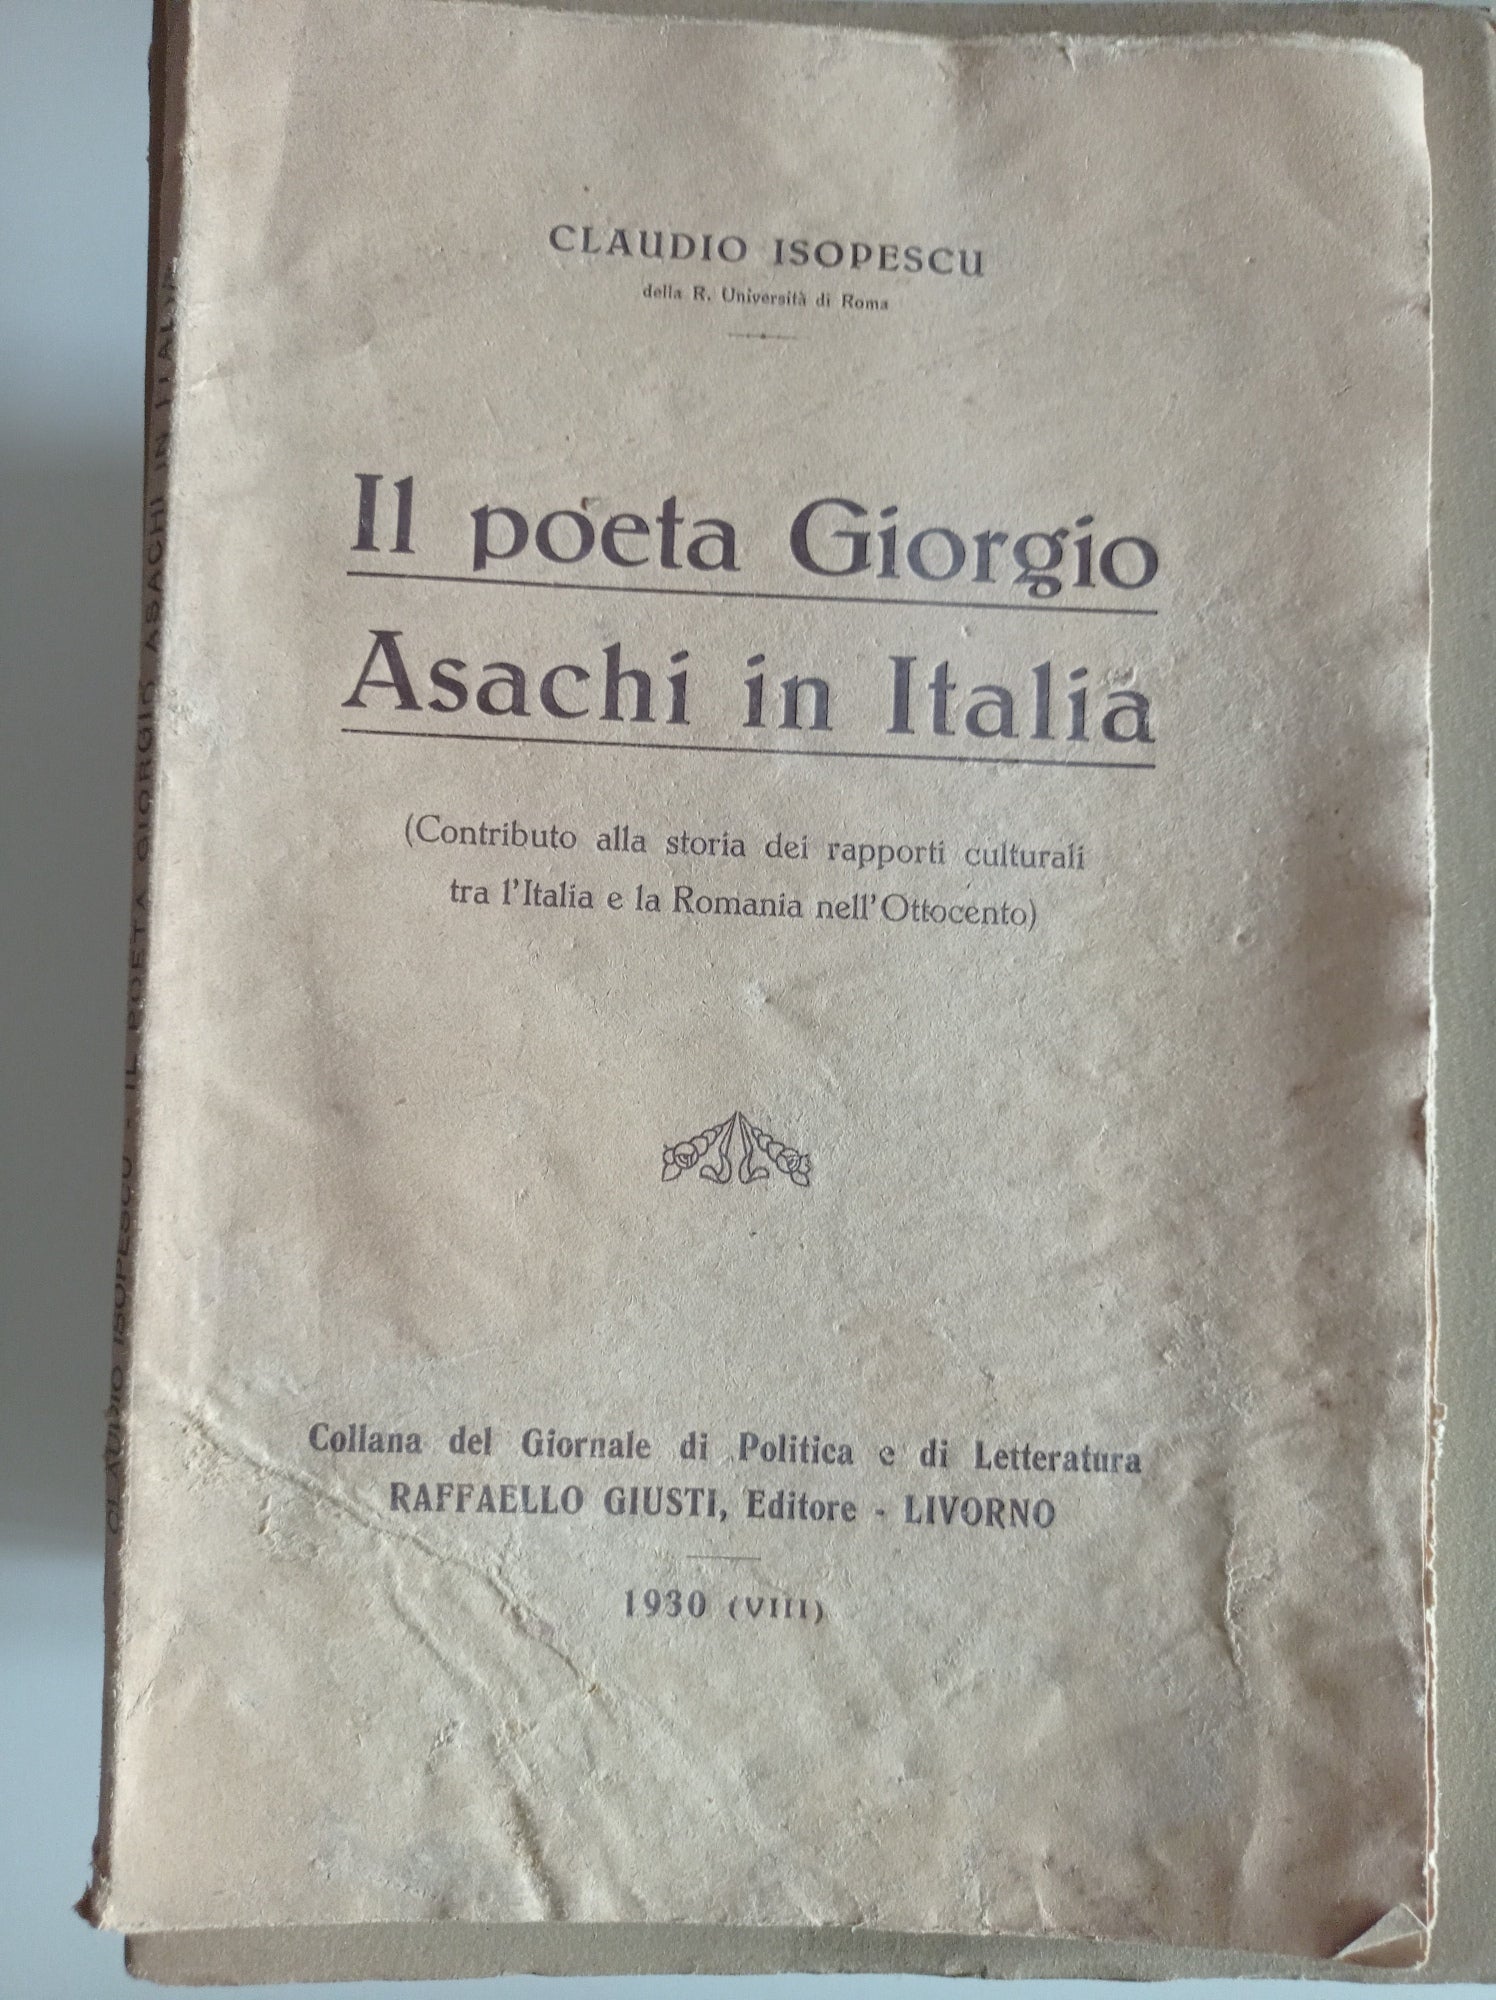 CLAUDIO ISOPESCU
della R. Università di Roma
Il poeta Giorgio
Asachi in Italia
(Contributo alla storia dei rapporti culturali
tra l'Italia e la Romania nell'Ottocento)
Collana del Giornale di Politica e di Letteratura
RAFFAELLO GIUSTI, Editore - LIVORNO
1930 (VIII)
CLAUDIO ISOPESCU - IL POETA GIORGIO ASACHI IN ITALIA